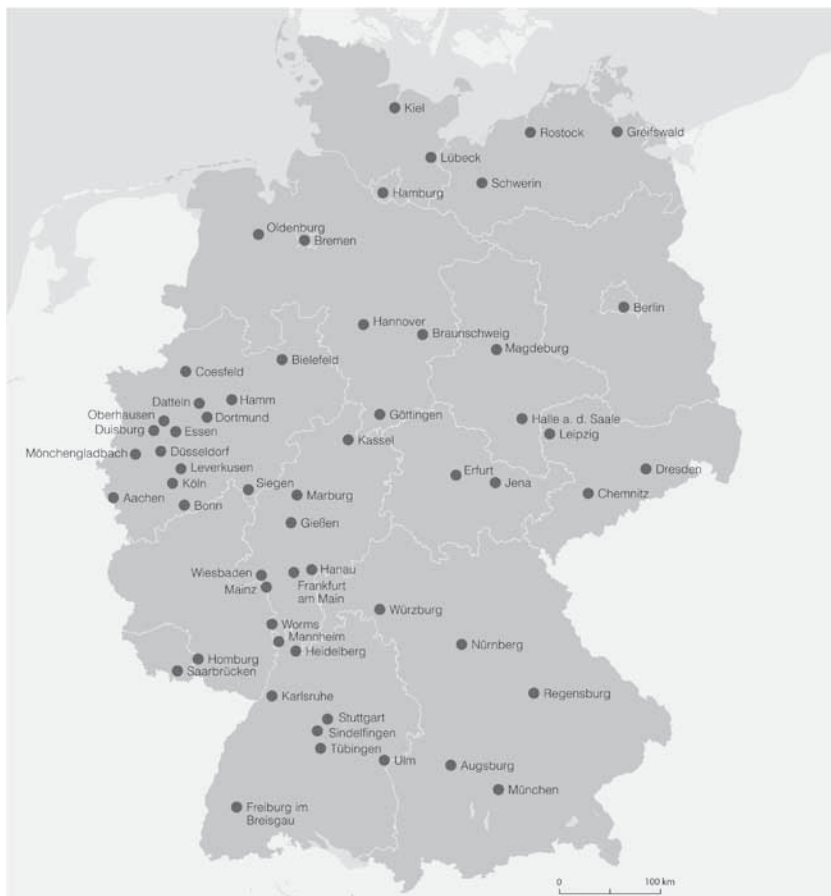 Kiel
Rostock
Greifswald
Lübeck
Schwerin
Hamburg
Oldenburg
Bremen
Berlin
Hannover
Braunschweig
Magdeburg
Bielefeld
Coesfeld
Hamm
Datteln
Göttingen
Oberhausen
Dortmund
Halle a. d. Saale
Duisburg
Essen
Leipzig
Kassel
Mönchengladbach
Düsseldorf
Leverkusen
Dresden
Erfurt
Köln
Siegen
Jena
Aachen
Marburg
Chemnitz
Bonn
Gießen
Wiesbaden
Hanau
Mainz
Frankfurt
am Main
Würzburg
Worms
Mannheim
Heidelberg
Nürnberg
Homburg
Saarbrücken
Karlsruhe
Regensburg
Stuttgart
Sindelfingen
Tübingen
Ulm
Augsburg
München
Freiburg im
Breisgau
0 100 km